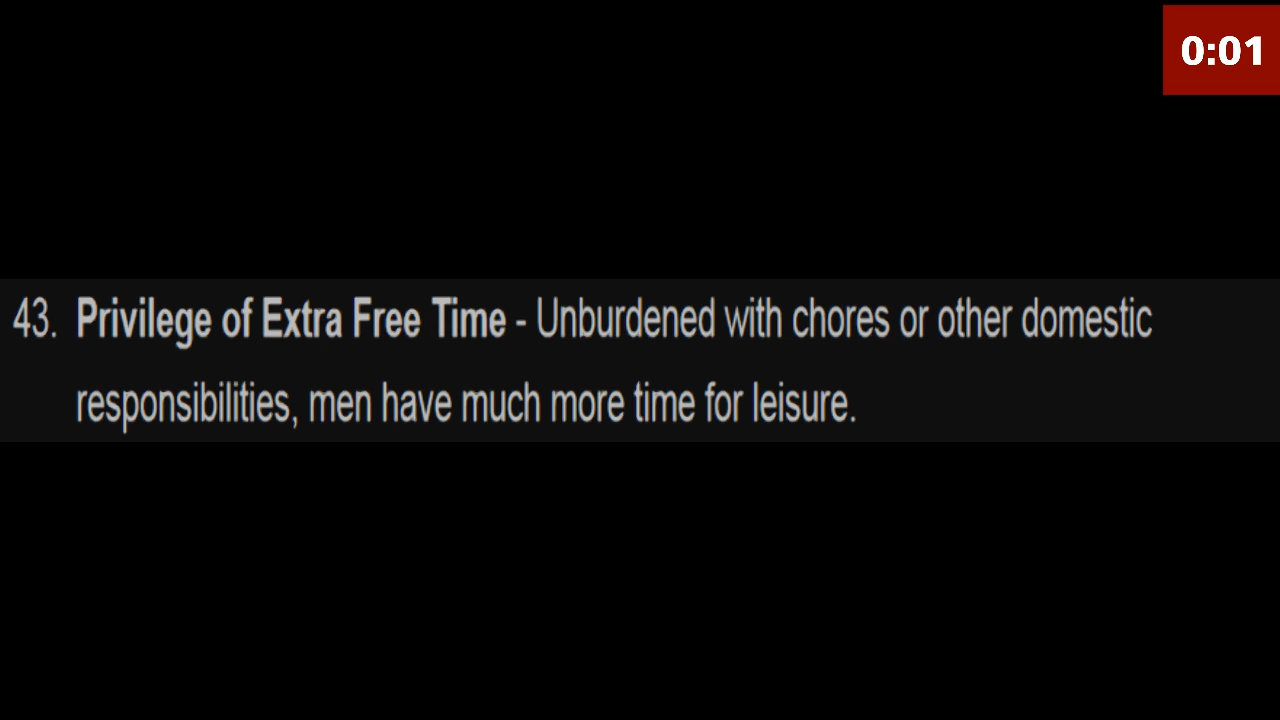 0:01
43. Privilege of Extra Free Time - Unburdened with chores or other domestic
responsibilities, men have much more time for leisure.